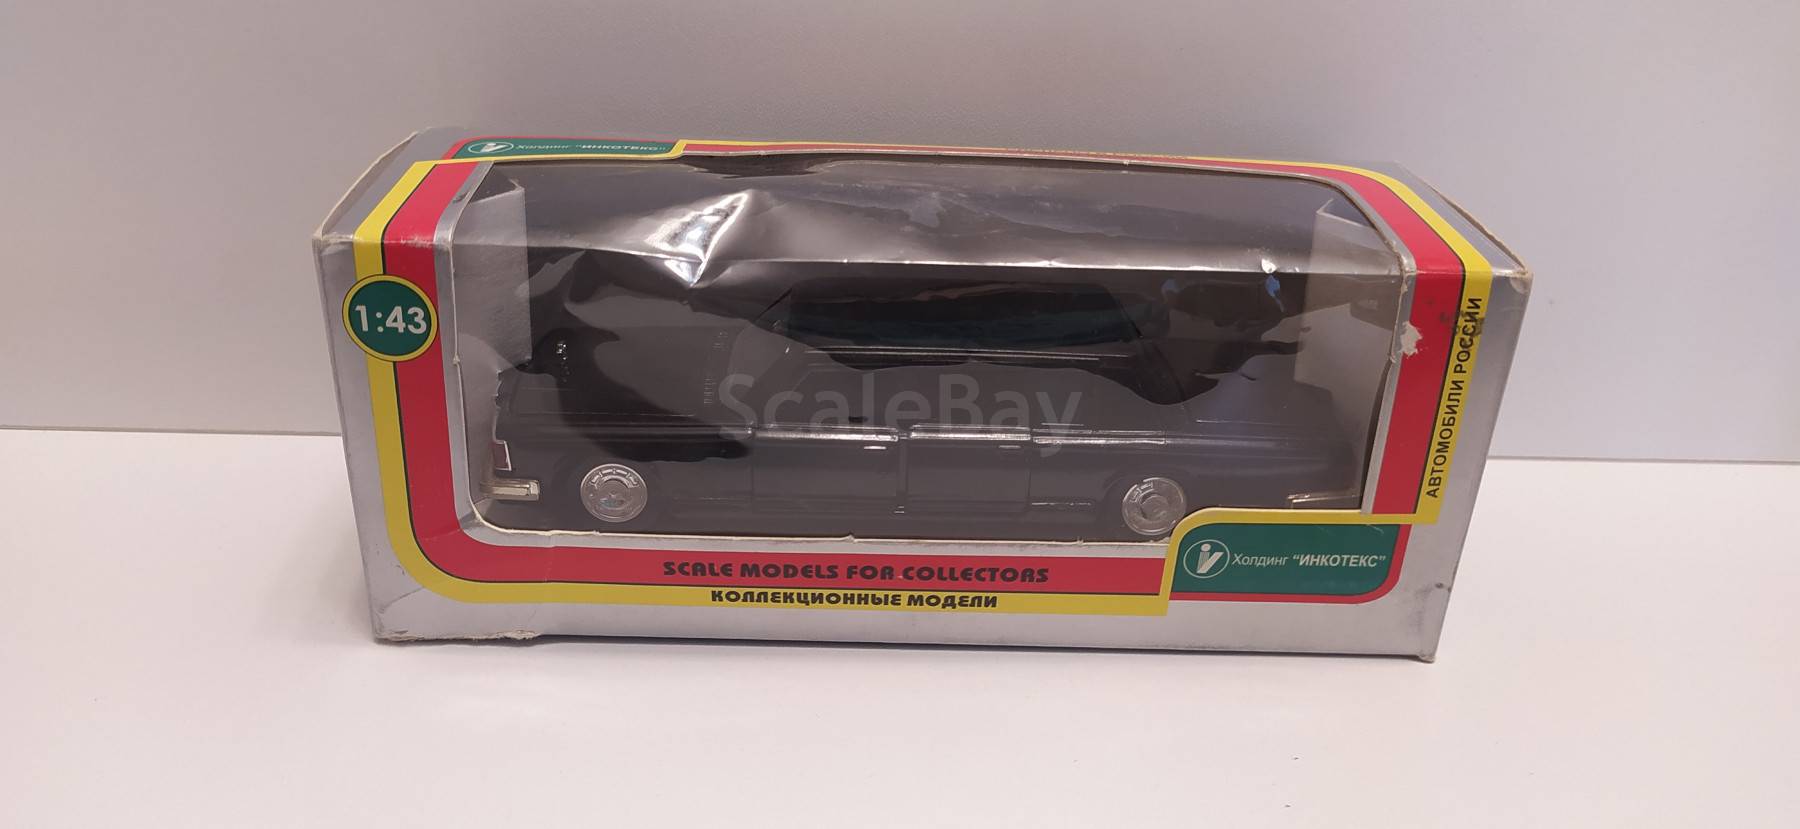 Холдинг "ИНКОТЕКС"
1:43
ScaleBay
АВТОМОБИЛИ РОССИИ
Холдинг "ИНКОТЕКС"
SCALE MODELS FOR COLLECTORS
КОЛЛЕКЦИОННЫЕ МОДЕЛИ